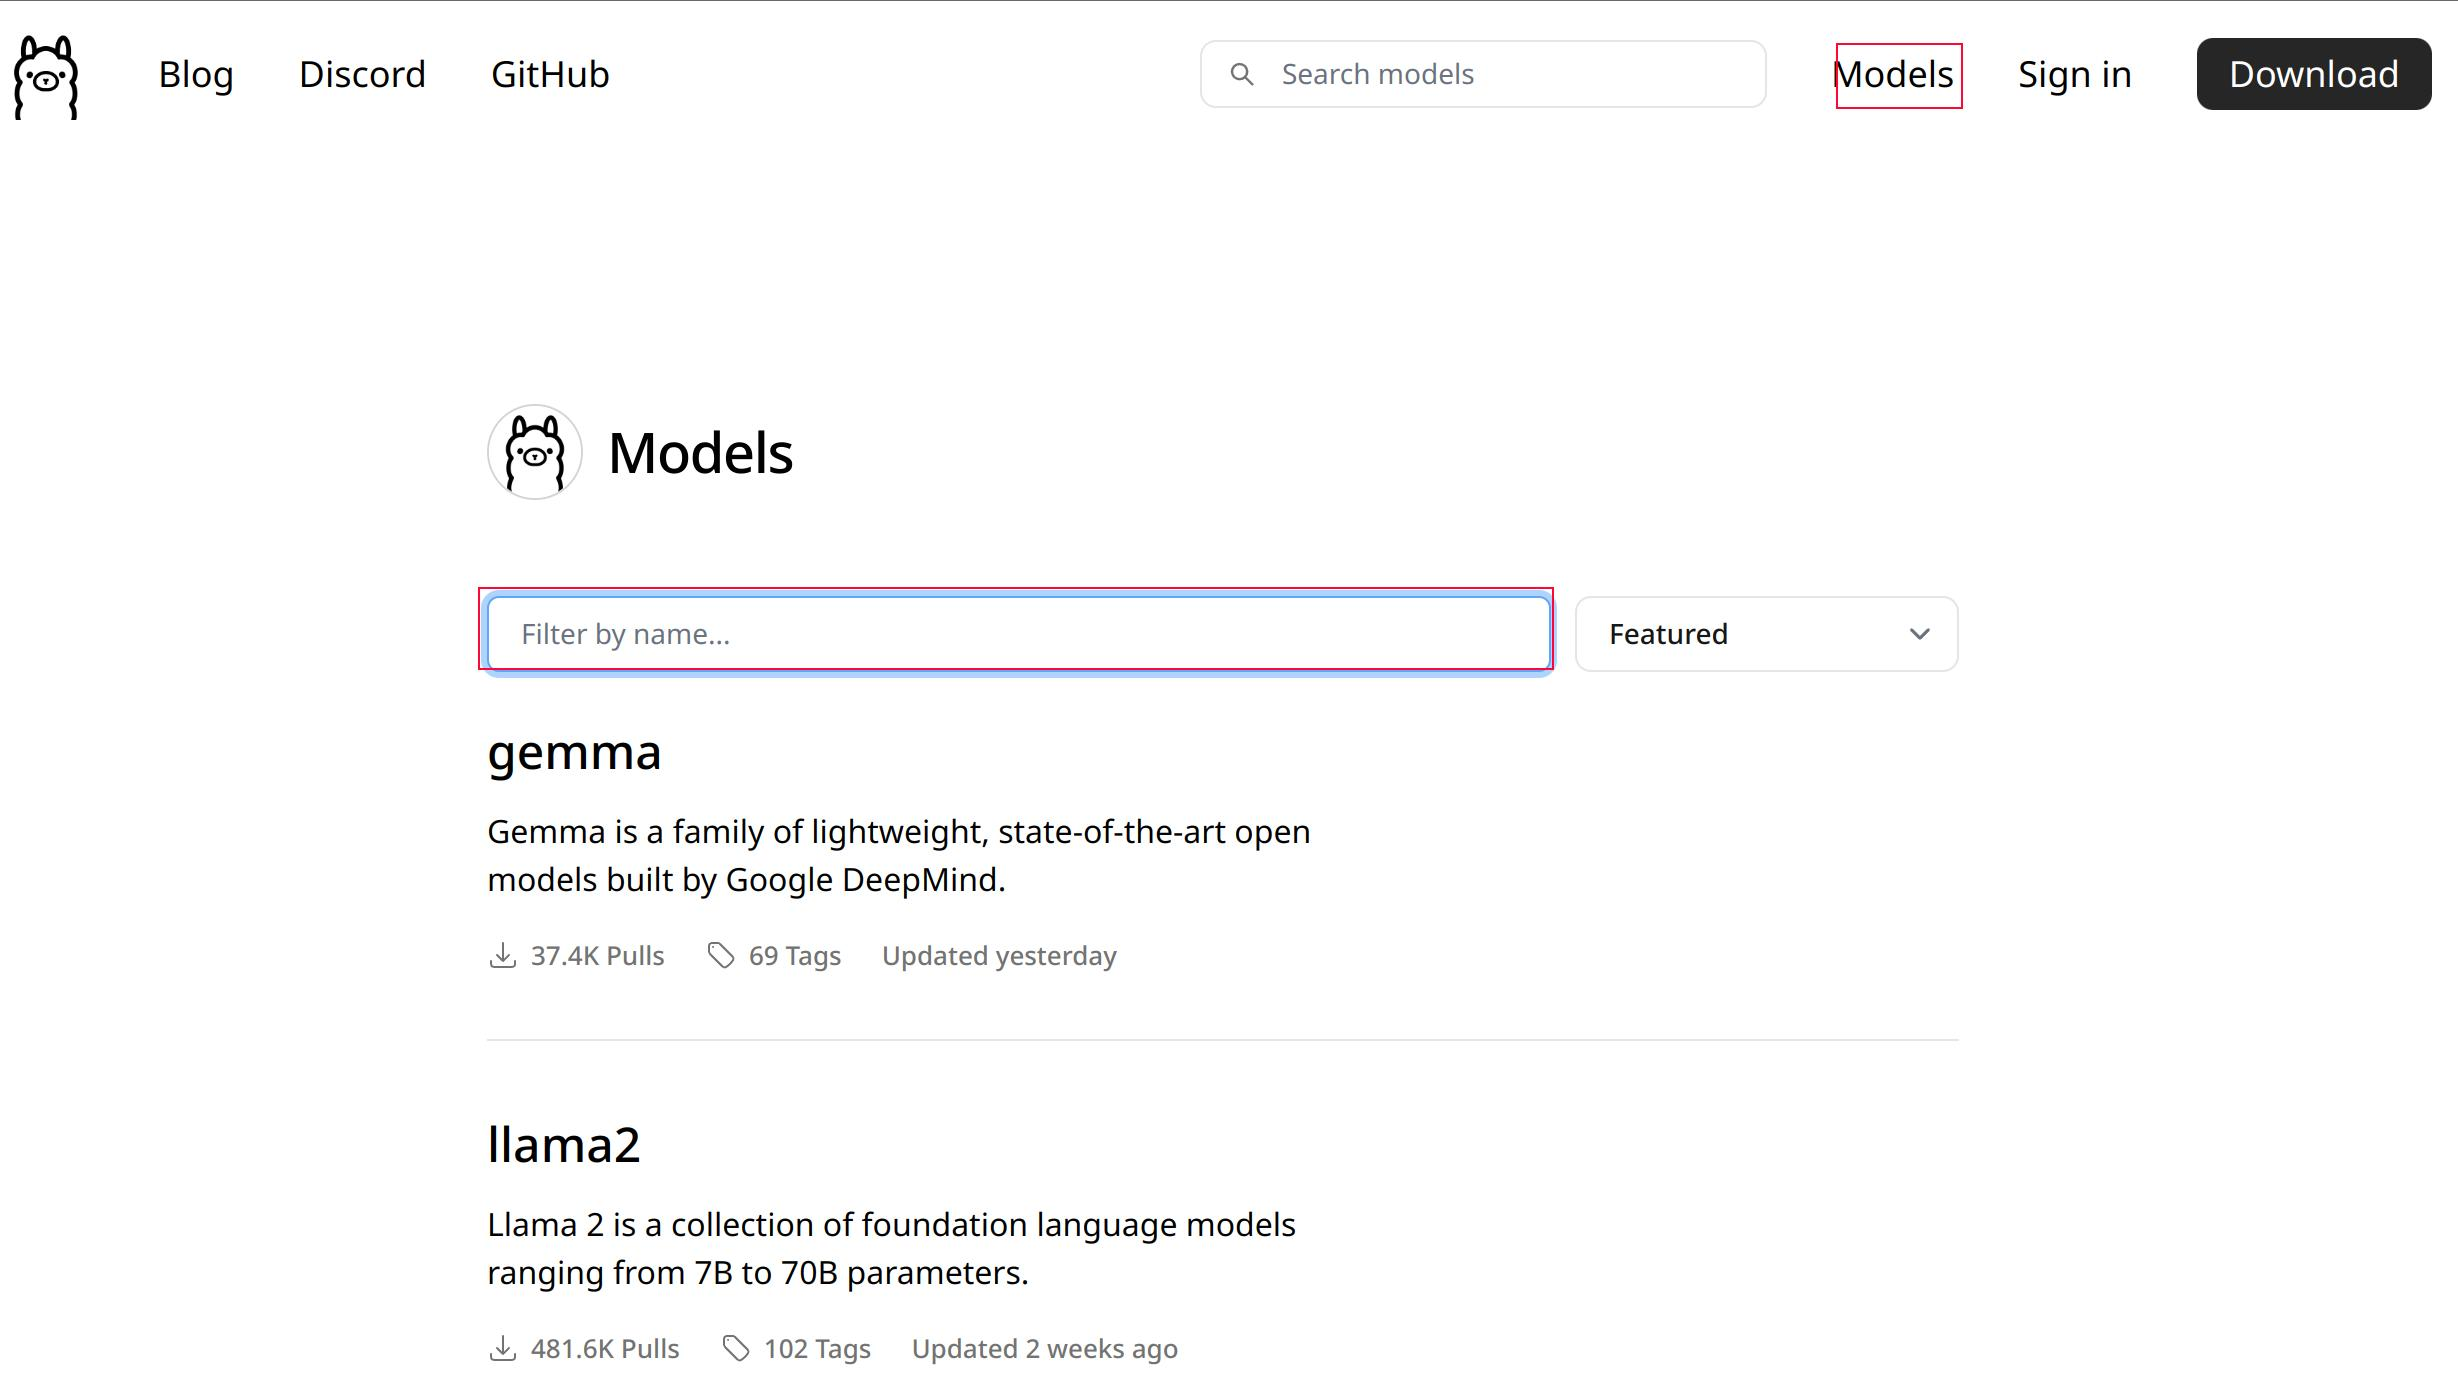 Blog Discord GitHub Search models Models Sign in Download
Models
Filter by name... Featured
gemma
Gemma is a family of lightweight, state-of-the-art open
models built by Google DeepMind.
37.4K Pulls 69 Tags Updated yesterday
llama2
Llama 2 is a collection of foundation language models
ranging from 7B to 70B parameters.
481.6K Pulls 102 Tags Updated 2 weeks ago